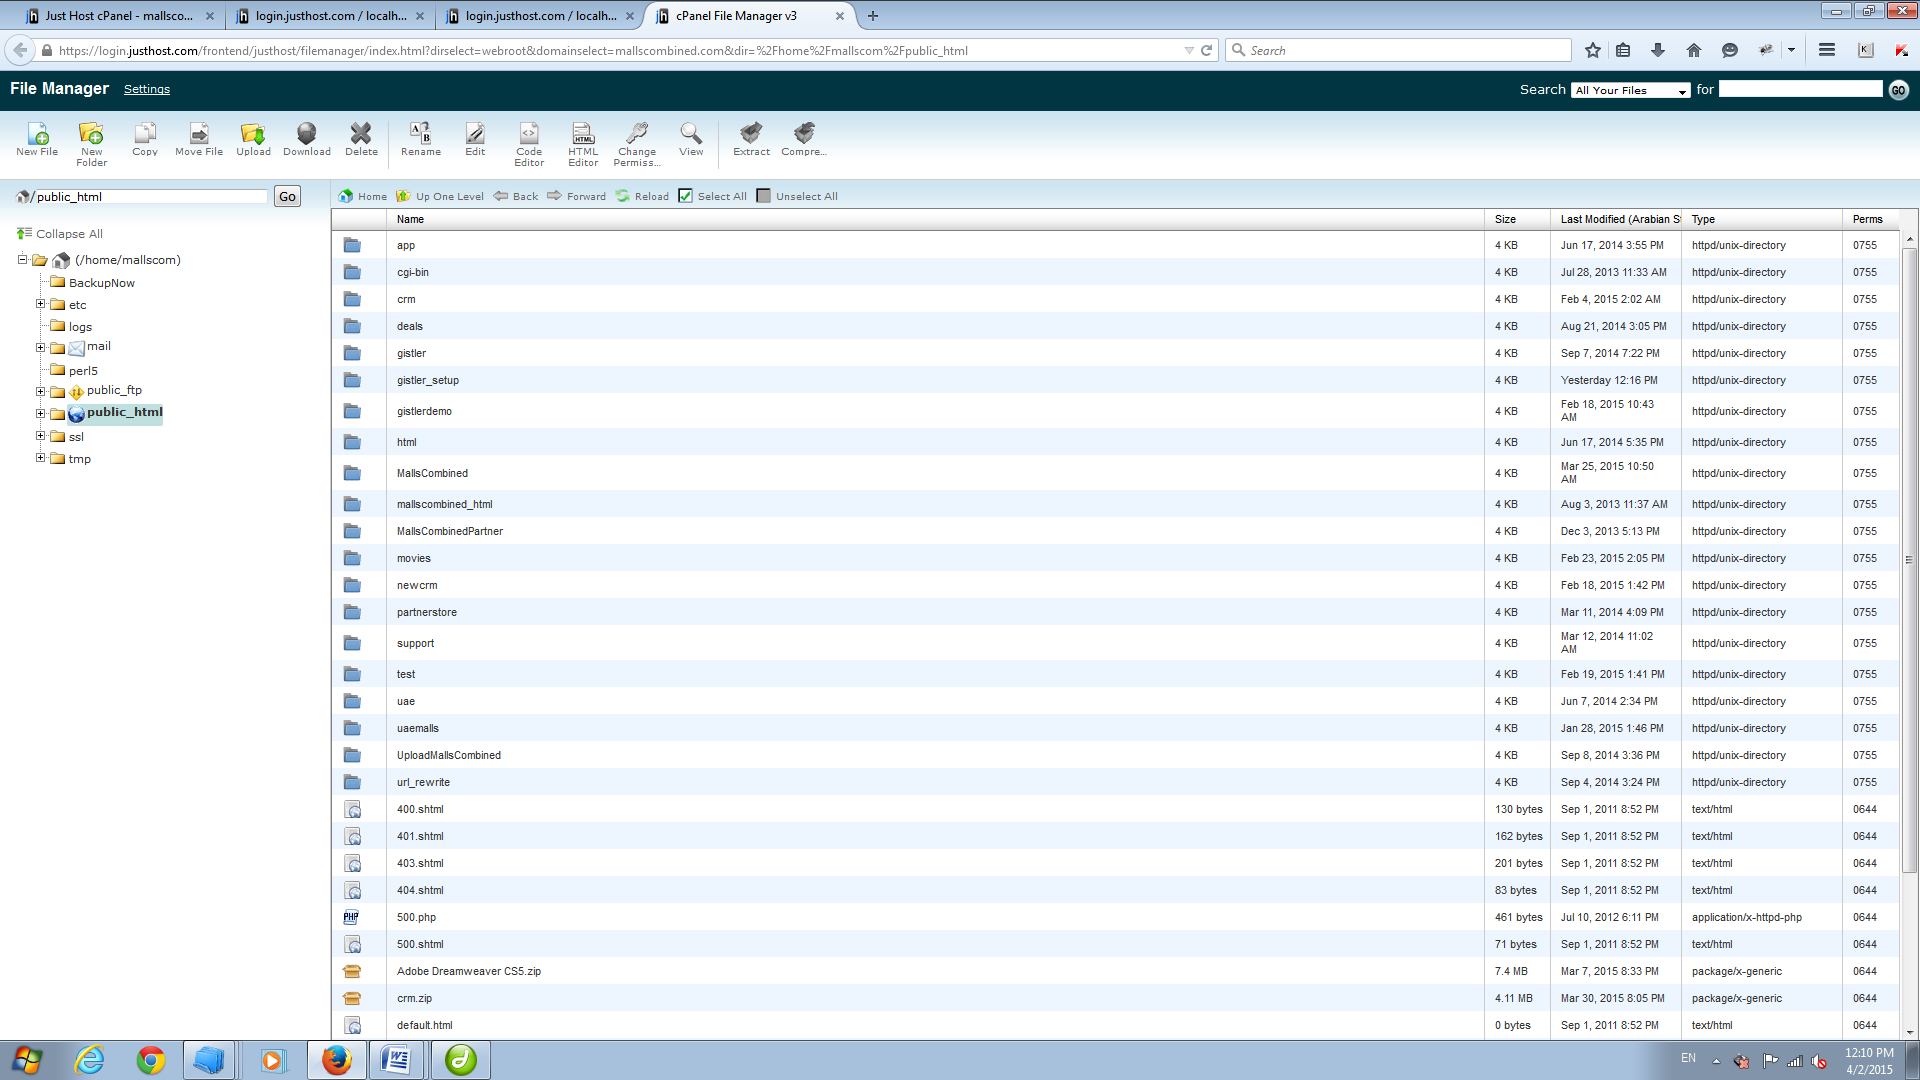 Just Host cPanel - mallsco...
login.justhost.com / localh...
login.justhost.com / localh...
cPanel File Manager v3
https://login.justhost.com/frontend/justhost/filemanager/index.html?dirselect=webroot&domainselect=mallscombined.com&dir=%2Fhome%2Fmallscom%2Fpublic_html
Search
File Manager Settings
Search All Your Files for GO
New File
New Folder
Copy
Move File
Upload
Download
Delete
Rename
Edit
Code Editor
HTML Editor
Change Permiss...
View
Extract
Compre...
/public_html Go
Home Up One Level Back Forward Reload Select All Unselect All
Collapse All
(/home/mallscom)
BackupNow
etc
logs
mail
perl5
public_ftp
public_html
ssl
tmp
Name Size Last Modified (Arabian S Type Perms
app 4 KB Jun 17, 2014 3:55 PM httpd/unix-directory 0755
cgi-bin 4 KB Jul 28, 2013 11:33 AM httpd/unix-directory 0755
crm 4 KB Feb 4, 2015 2:02 AM httpd/unix-directory 0755
deals 4 KB Aug 21, 2014 3:05 PM httpd/unix-directory 0755
gistler 4 KB Sep 7, 2014 7:22 PM httpd/unix-directory 0755
gistler_setup 4 KB Yesterday 12:16 PM httpd/unix-directory 0755
gistlerdemo 4 KB Feb 18, 2015 10:43 AM httpd/unix-directory 0755
html 4 KB Jun 17, 2014 5:35 PM httpd/unix-directory 0755
MallsCombined 4 KB Mar 25, 2015 10:50 AM httpd/unix-directory 0755
mallscombined_html 4 KB Aug 3, 2013 11:37 AM httpd/unix-directory 0755
MallsCombinedPartner 4 KB Dec 3, 2013 5:13 PM httpd/unix-directory 0755
movies 4 KB Feb 23, 2015 2:05 PM httpd/unix-directory 0755
newcrm 4 KB Feb 18, 2015 1:42 PM httpd/unix-directory 0755
partnerstore 4 KB Mar 11, 2014 4:09 PM httpd/unix-directory 0755
support 4 KB Mar 12, 2014 11:02 AM httpd/unix-directory 0755
test 4 KB Feb 19, 2015 1:41 PM httpd/unix-directory 0755
uae 4 KB Jun 7, 2014 2:34 PM httpd/unix-directory 0755
uaemalls 4 KB Jan 28, 2015 1:46 PM httpd/unix-directory 0755
UploadMallsCombined 4 KB Sep 8, 2014 3:36 PM httpd/unix-directory 0755
url_rewrite 4 KB Sep 4, 2014 3:24 PM httpd/unix-directory 0755
400.shtml 130 bytes Sep 1, 2011 8:52 PM text/html 0644
401.shtml 162 bytes Sep 1, 2011 8:52 PM text/html 0644
403.shtml 201 bytes Sep 1, 2011 8:52 PM text/html 0644
404.shtml 83 bytes Sep 1, 2011 8:52 PM text/html 0644
PHP 500.php 461 bytes Jul 10, 2012 6:11 PM application/x-httpd-php 0644
500.shtml 71 bytes Sep 1, 2011 8:52 PM text/html 0644
Adobe Dreamweaver CS5.zip 7.4 MB Mar 7, 2015 8:33 PM package/x-generic 0644
crm.zip 4.11 MB Mar 30, 2015 8:05 PM package/x-generic 0644
default.html 0 bytes Sep 1, 2011 8:52 PM text/html 0644
EN
12:10 PM
4/2/2015